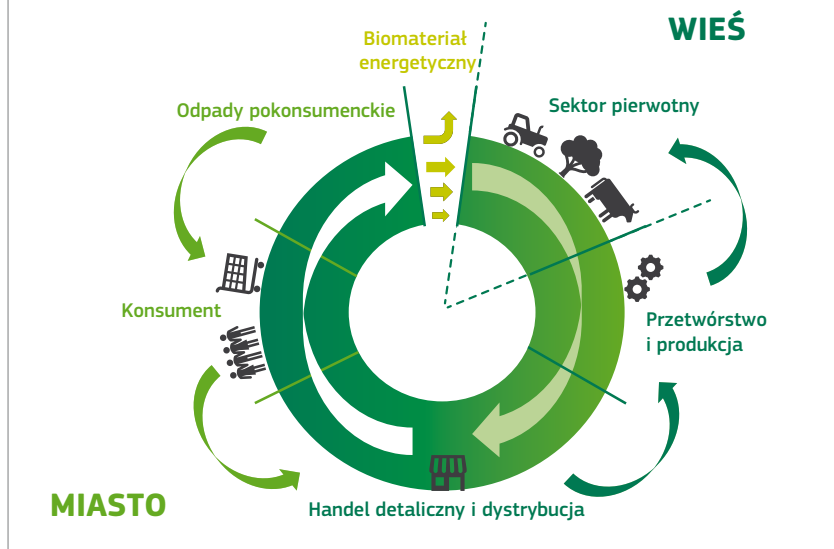 WIEŚ
Biomateriał
energetyczny
Odpady pokonsumenckie
Sektor pierwotny
Konsument
Przetwórstwo
i produkcja
MIASTO
Handel detaliczny i dystrybucja